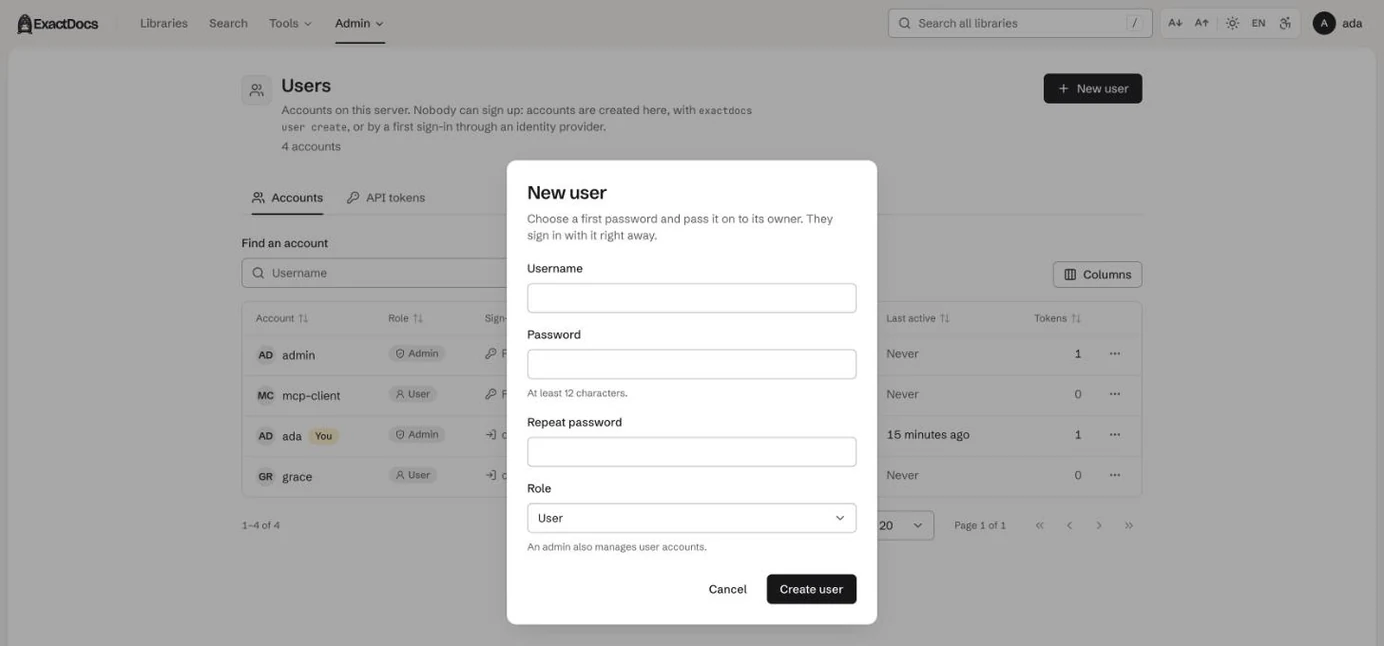 ExactDocs
Libraries Search Tools Admin
Search all libraries /
A↓ A↑ EN
A ada
Users
New user
Accounts on this server. Nobody can sign up: accounts are created here, with exactdocs
user create, or by a first sign-in through an identity provider.
4 accounts
Accounts API tokens
Find an account
Username
Columns
Account Role Sign- Last active Tokens
AD admin Admin Never 1
MC mcp-client User Never 0
AD ada You Admin 15 minutes ago 1
GR grace User Never 0
1–4 of 4 20 Page 1 of 1
New user
Choose a first password and pass it on to its owner. They
sign in with it right away.
Username
Password
At least 12 characters.
Repeat password
Role
User
An admin also manages user accounts.
Cancel Create user